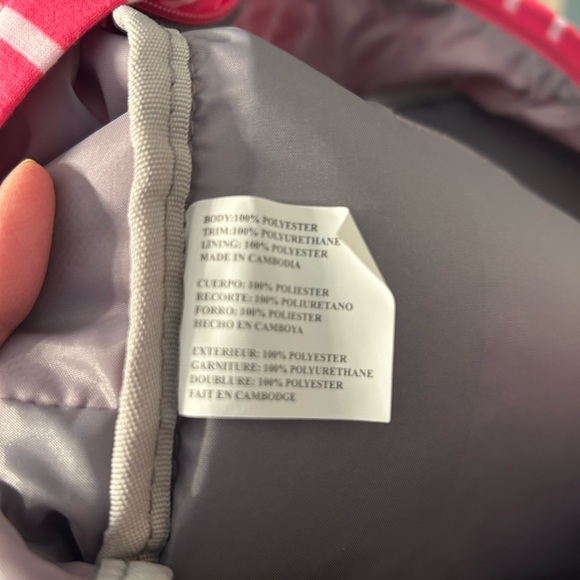 BODY:100% POLYESTER
TRIM:100% POLYURETHANE
LINING: 100% POLYESTER
MADE IN CAMBODIA
CUERPO: 100% POLIESTER
RECORTE: 100% POLIURETANO
FORRO: 100% POLIESTER
HECHO EN CAMBOYA
EXTERIEUR: 100% POLYESTER
GARNITURE: 100% POLYURETHANE
DOUBLURE: 100% POLYESTER
FAIT EN CAMBODGE